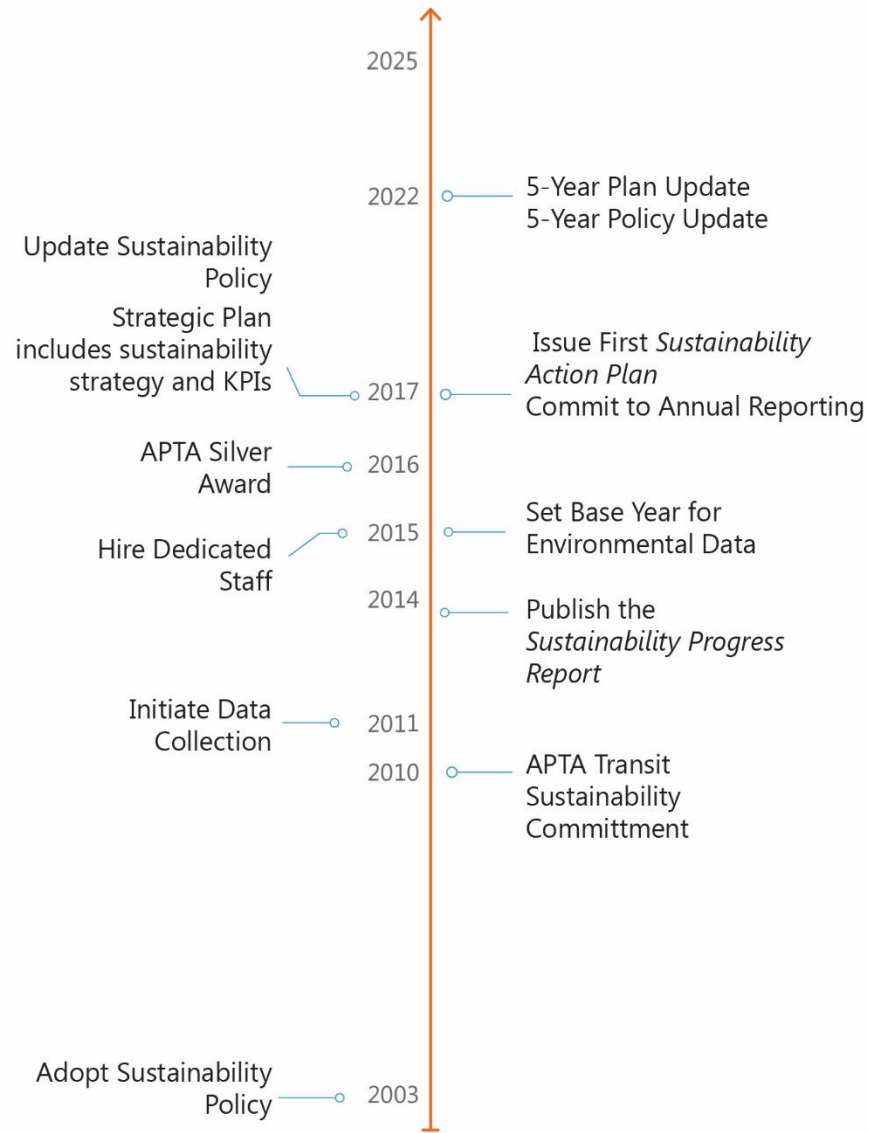 2025
2022
5-Year Plan Update
5-Year Policy Update
Update Sustainability
Policy
Strategic Plan
includes sustainability
strategy and KPIs
2017
Issue First Sustainability
Action Plan
Commit to Annual Reporting
APTA Silver
Award
2016
Hire Dedicated
Staff
2015
Set Base Year for
Environmental Data
2014
Publish the
Sustainability Progress
Report
Initiate Data
Collection
2011
2010
APTA Transit
Sustainability
Committment
Adopt Sustainability
Policy
2003